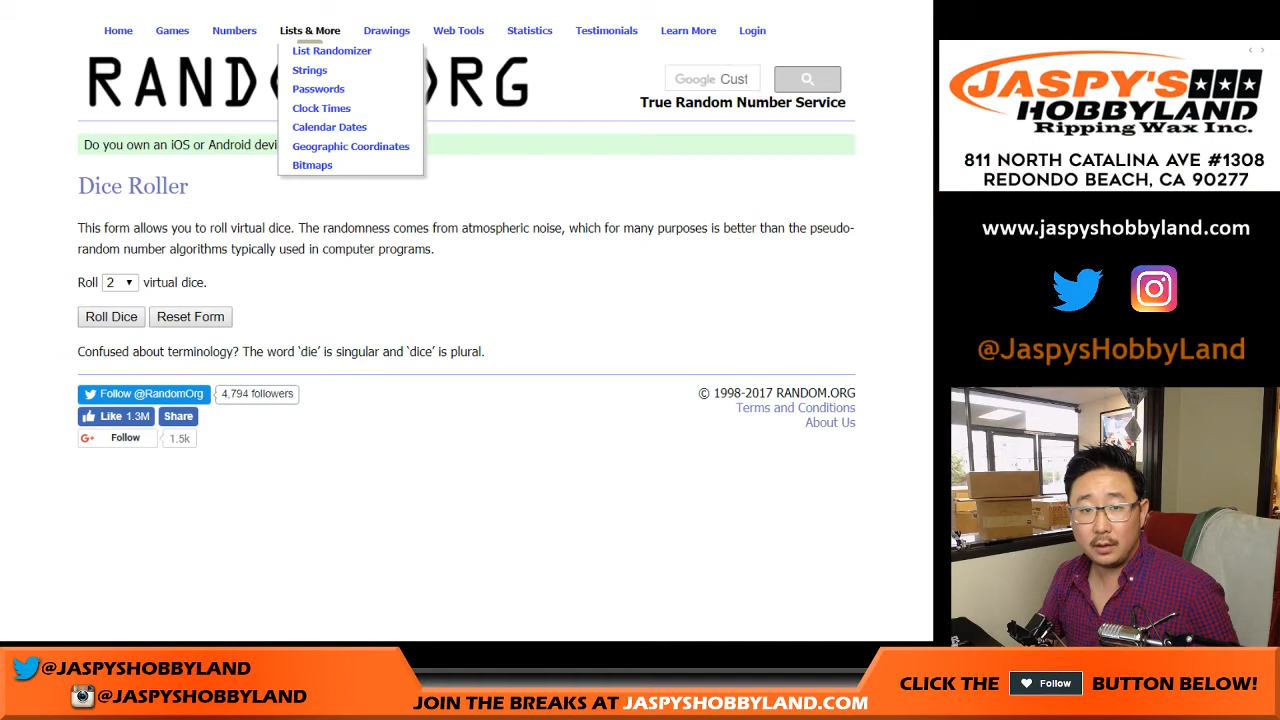 Home Games Numbers Lists & More Drawings Web Tools Statistics Testimonials Learn More Login
List Randomizer
Strings
Passwords
Clock Times
Calendar Dates
Geographic Coordinates
Bitmaps
Google Cust
True Random Number Service
Do you own an iOS or Android
Dice Roller
This form allows you to roll virtual dice. The randomness comes from atmospheric noise, which for many purposes is better than the pseudo-
random number algorithms typically used in computer programs.
Roll 2 virtual dice.
Roll Dice Reset Form
Confused about terminology? The word ‘die’ is singular and ‘dice’ is plural.
Follow @RandomOrg 4,794 followers
Like 1.3M Share
G+ Follow 1.5k
© 1998-2017 RANDOM.ORG
Terms and Conditions
About Us
JASPY'S
HOBBYLAND
Ripping Wax Inc.
811 NORTH CATALINA AVE #1308
REDONDO BEACH, CA 90277
www.jaspyshobbyland.com
@JaspysHobbyLand
@JASPYSHOBBYLAND
@JASPYSHOBBYLAND
JOIN THE BREAKS AT JASPYSHOBBYLAND.COM
CLICK THE Follow BUTTON BELOW!